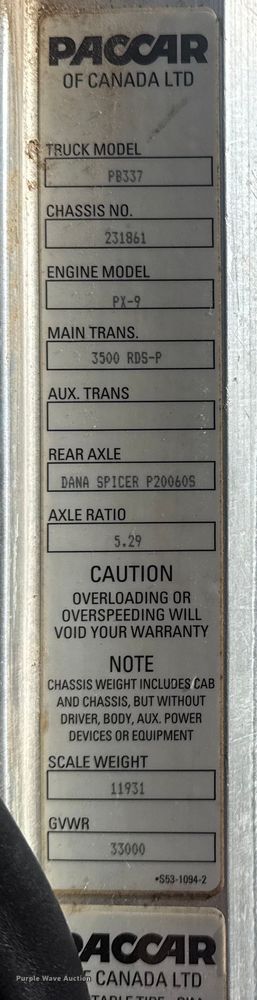 PACCAR
OF CANADA LTD
TRUCK MODEL
PB337
CHASSIS NO.
231861
ENGINE MODEL
PX-9
MAIN TRANS.
3500 RDS-P
AUX. TRANS
REAR AXLE
DANA SPICER P20060S
AXLE RATIO
5.29
CAUTION
OVERLOADING OR
OVERSPEEDING WILL
VOID YOUR WARRANTY
NOTE
CHASSIS WEIGHT INCLUDES CAB
AND CHASSIS, BUT WITHOUT
DRIVER, BODY, AUX. POWER
DEVICES OR EQUIPMENT
SCALE WEIGHT
11931
GVWR
33000
•S53-1094-2
PACCAR
OF CANADA LTD
Purple Wave Auction